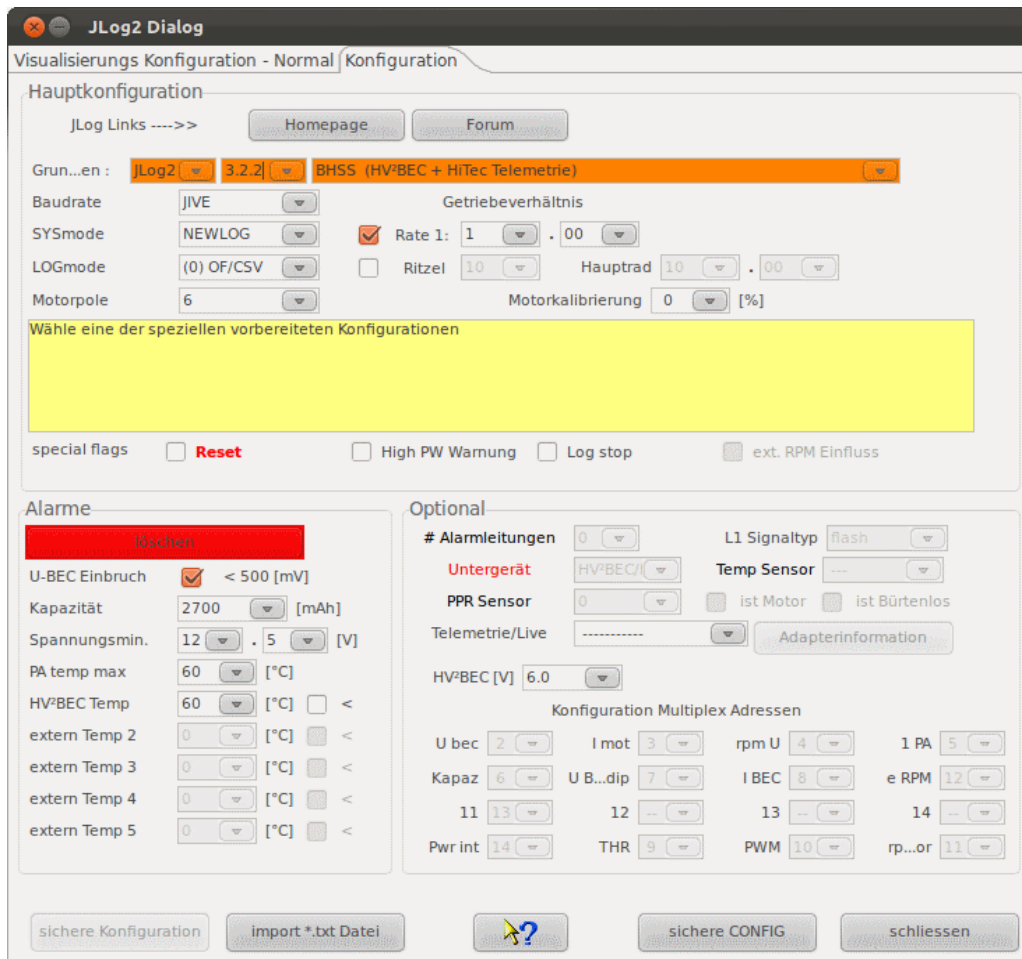 JLog2 Dialog
Visualisierungs Konfiguration - Normal Konfiguration
Hauptkonfiguration
JLog Links ---->> Homepage Forum
Grun...en : JLog2 3.2.2 BHSS (HV²BEC + HiTec Telemetrie)
Baudrate JIVE Getriebeverhältnis
SYSmode NEWLOG Rate 1: 1 . 00
LOGmode (0) OF/CSV Ritzel 10 Hauptrad 10 . 00
Motorpole 6 Motorkalibrierung 0 [%]
Wähle eine der speziellen vorbereiteten Konfigurationen
special flags Reset High PW Warnung Log stop ext. RPM Einfluss
Alarme
löschen
U-BEC Einbruch < 500 [mV]
Kapazität 2700 [mAh]
Spannungsmin. 12 . 5 [V]
PA temp max 60 [°C]
HV²BEC Temp 60 [°C] <
extern Temp 2 0 [°C] <
extern Temp 3 0 [°C] <
extern Temp 4 0 [°C] <
extern Temp 5 0 [°C] <
Optional
# Alarmleitungen 0 L1 Signaltyp flash
Untergerät HV²BEC/I Temp Sensor ---
PPR Sensor 0 ist Motor ist Bürtenlos
Telemetrie/Live ----------- Adapterinformation
HV²BEC [V] 6.0
Konfiguration Multiplex Adressen
U bec 2 I mot 3 rpm U 4 1 PA 5
Kapaz 6 U B...dip 7 I BEC 8 e RPM 12
11 13 12 -- 13 -- 14 --
Pwr int 14 THR 9 PWM 10 rp...or 11
sichere Konfiguration import *.txt Datei ? sichere CONFIG schliessen